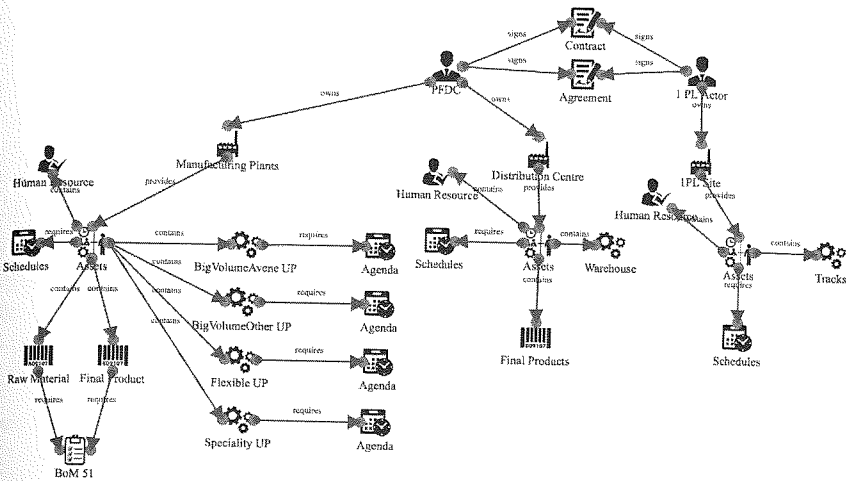 signs
signs
Contract
signs
signs
PFDC
Agreement
1 PL Actor
owns
owns
owns
Manufacturing Plants
Distribution Centre
1PL Site
Human Resource
contains
provides
Human Resource
contains
provides
Human Resource
contains
provides
Schedules
requires
Assets
contains
BigVolumeAvene UP
requires
Agenda
Schedules
requires
Assets
contains
Warehouse
Assets
contains
Tracks
contains
BigVolumeOther UP
requires
Agenda
contains
Final Products
requires
Schedules
contains
contains
contains
Flexible UP
requires
Agenda
Raw Material
Final Product
contains
Speciality UP
requires
Agenda
requires
requires
BoM 51